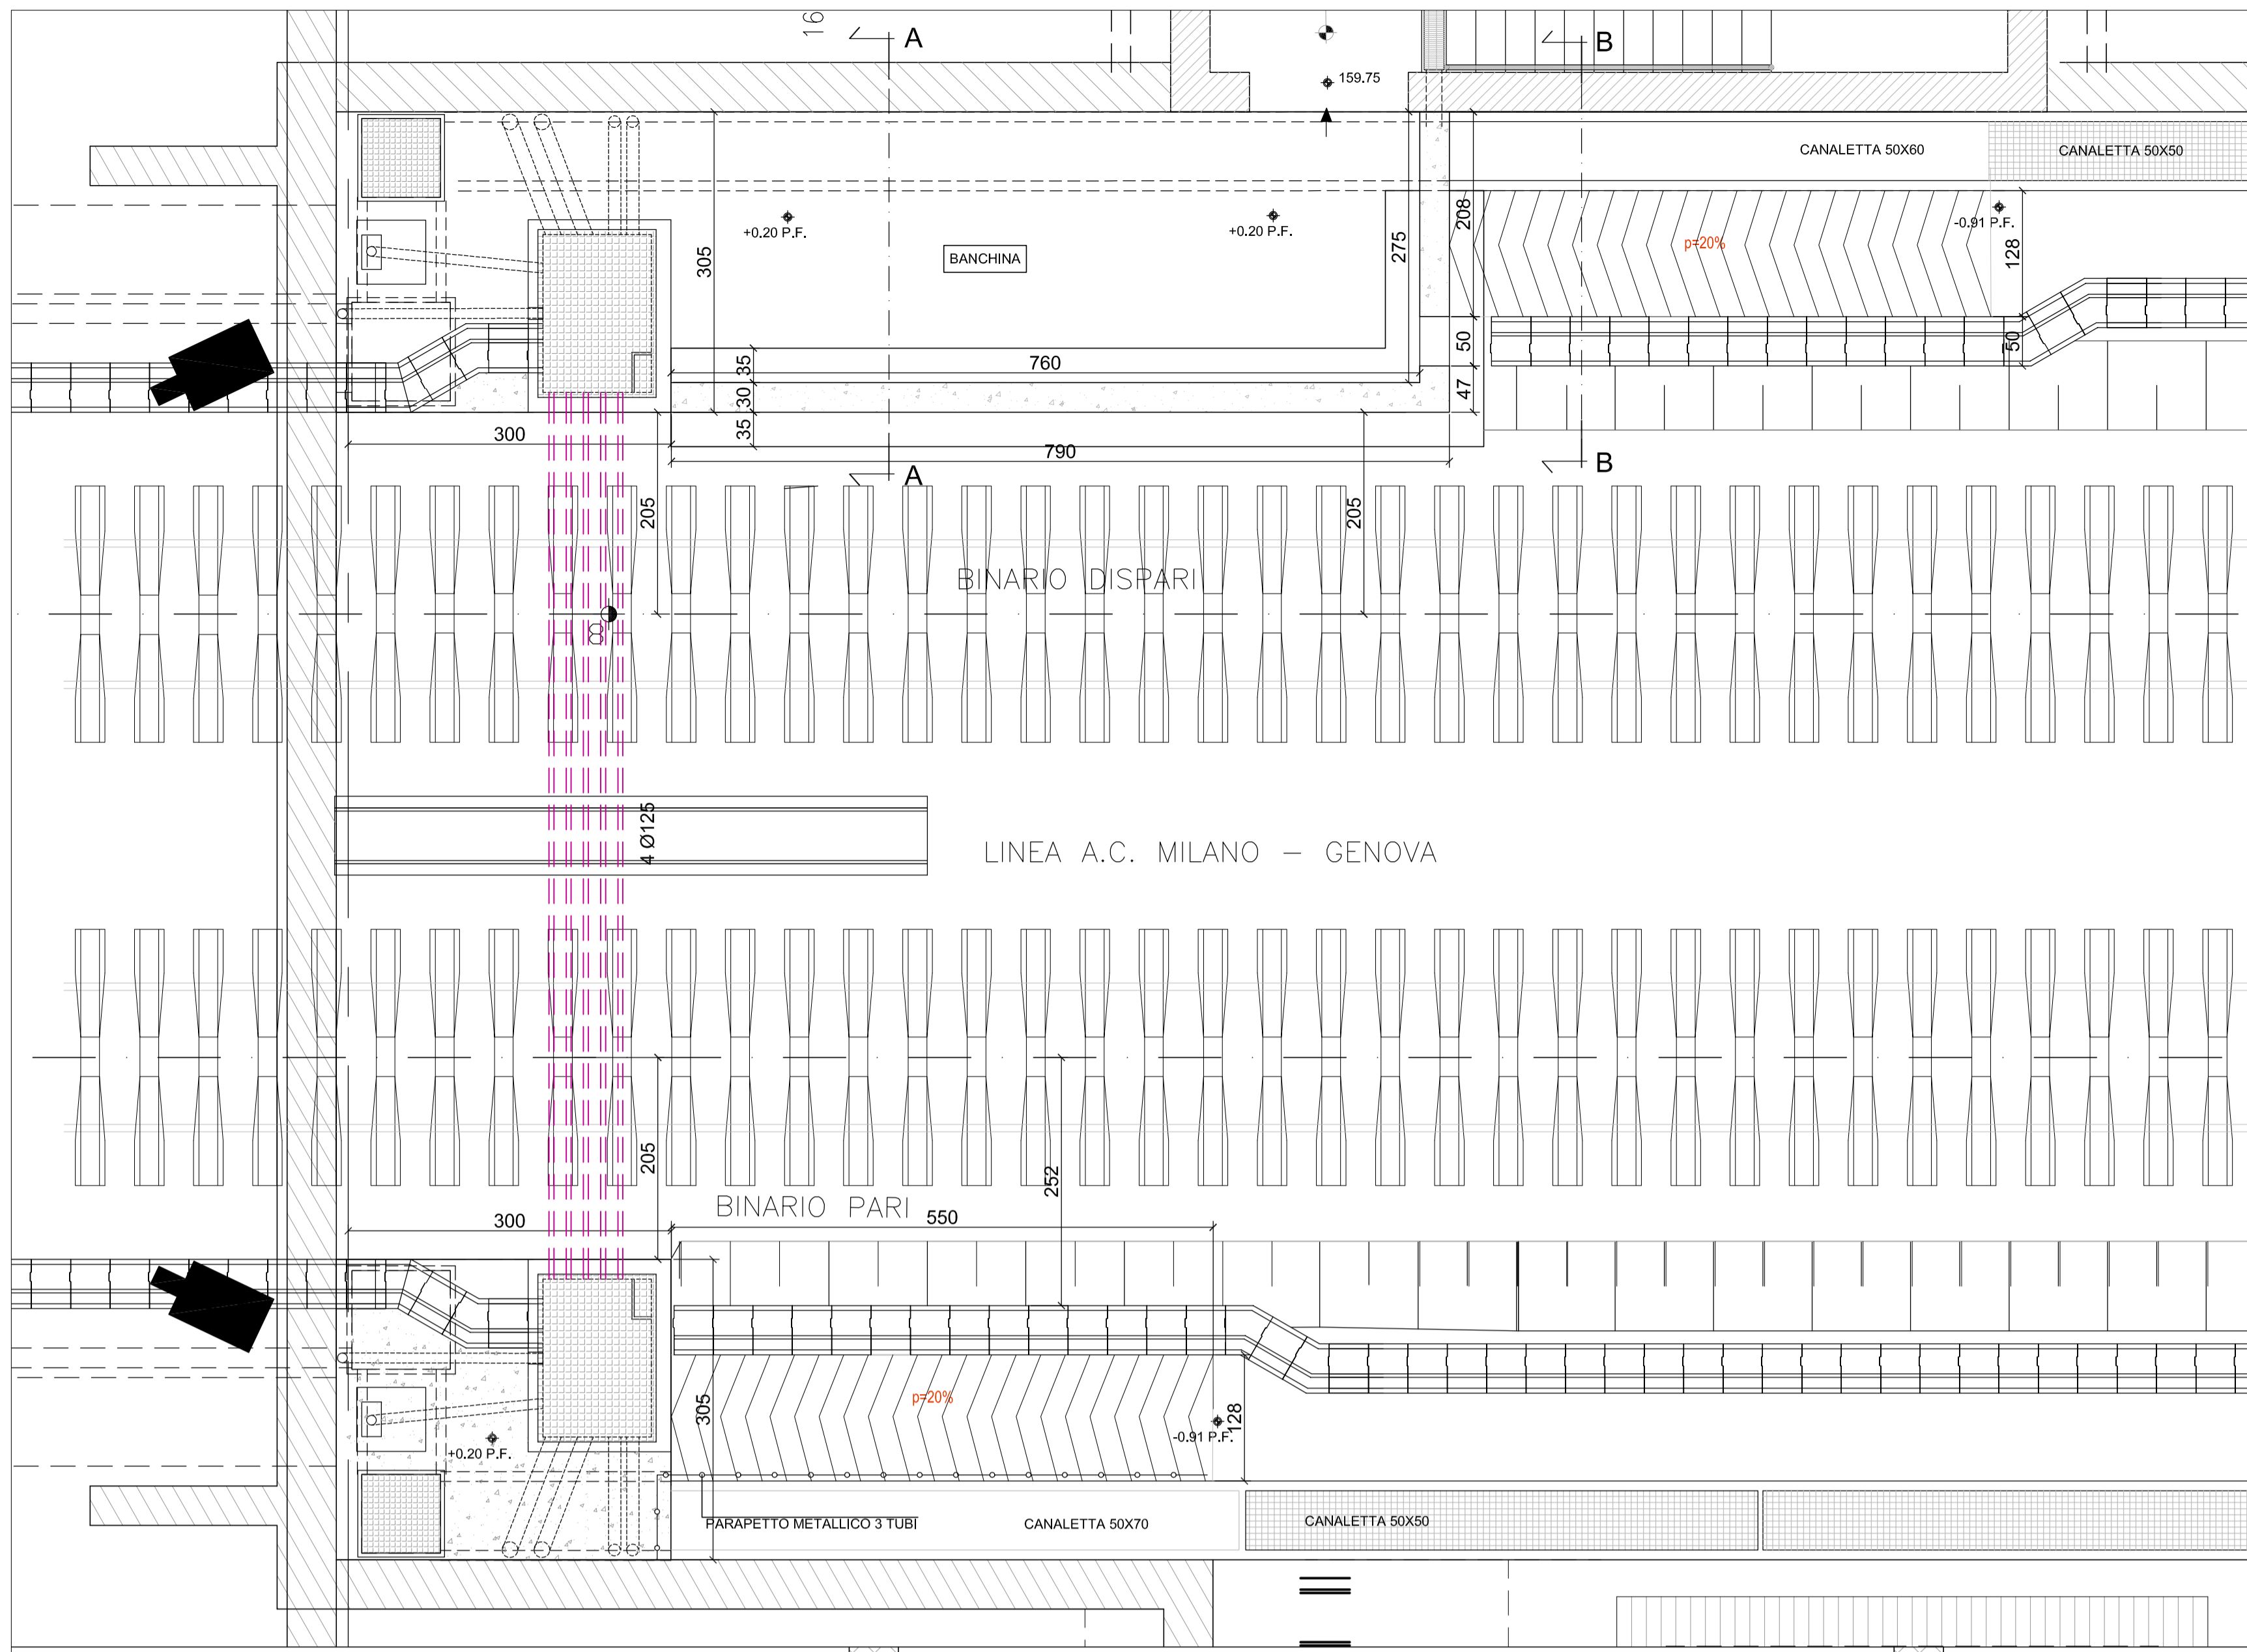 16
A
B
159.75
CANALETTA 50X60
CANALETTA 50X50
+0.20 P.F.
+0.20 P.F.
-0.91 P.F.
p=20%
BANCHINA
305
275
208
128
50
50
47
35
30
35
760
300
790
A
B
205
205
BINARIO DISPARI
8
4 Ø125
LINEA A.C. MILANO – GENOVA
205
252
BINARIO PARI
300
550
305
p=20%
128
-0.91 P.F.
+0.20 P.F.
PARAPETTO METALLICO 3 TUBI
CANALETTA 50X70
CANALETTA 50X50